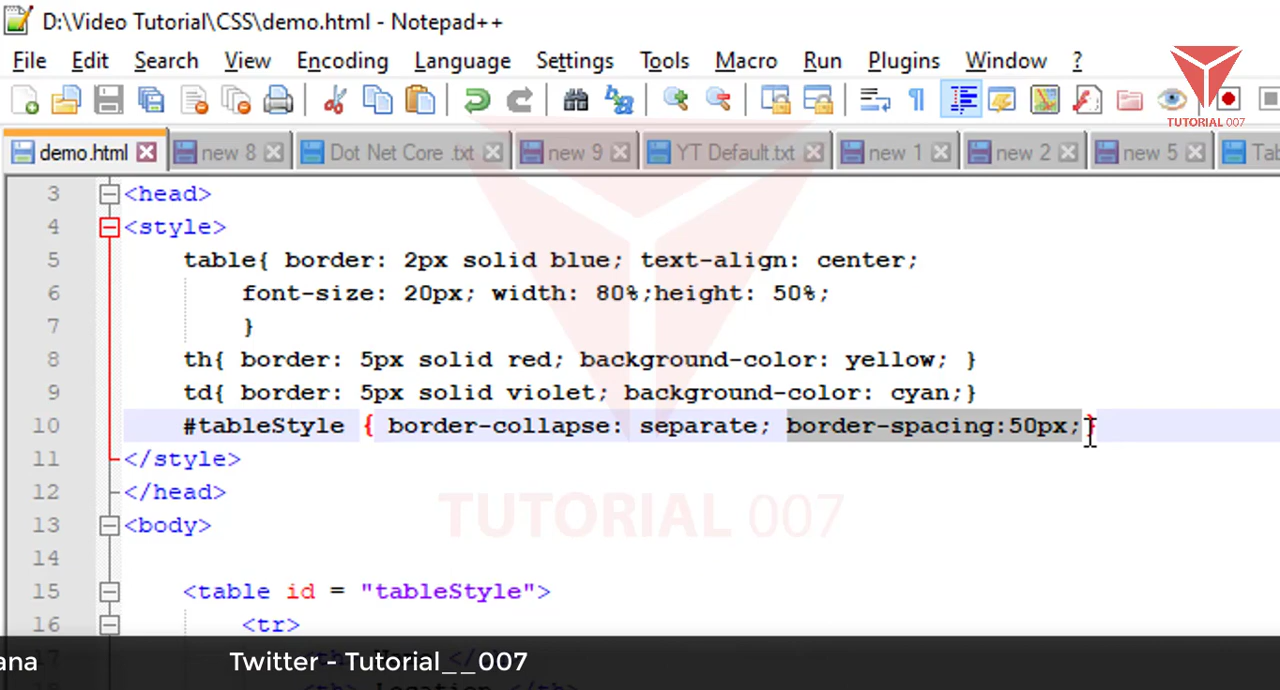 D:\Video Tutorial\CSS\demo.html - Notepad++
File Edit Search View Encoding Language Settings Tools Macro Run Plugins Window ?
TUTORIAL 007
demo.html new 8 Dot Net Core .txt new 9 YT Default.txt new 1 new 2 new 5 Tab
3 <head>
4 <style>
5 table{ border: 2px solid blue; text-align: center;
6 font-size: 20px; width: 80%;height: 50%;
7 }
8 th{ border: 5px solid red; background-color: yellow; }
9 td{ border: 5px solid violet; background-color: cyan;}
10 #tableStyle { border-collapse: separate; border-spacing:50px;}
11 </style>
12 </head>
TUTORIAL 007
13 <body>
14
15 <table id = "tableStyle">
16 <tr>
ana Twitter - Tutorial__007